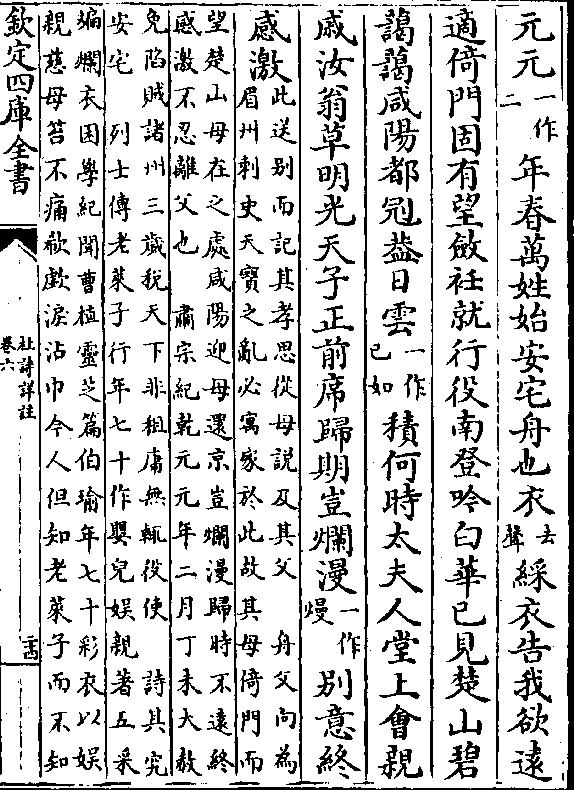 元元一作二年春萬姓始安宅舟也衣去聲綵衣告我欲遠
適倚門固有望斂衽就行役南登吟白華已見楚山碧
藹藹咸陽都冠蓋日雲一作已如積何時太夫人堂上會親
戚汝翁草明光天子正前席歸期豈爛漫一作熳別意終
感激
此送别而記其孝思從母説及其父　舟父向為
眉州刺史天寶之亂必寓家於此故其母倚門而
望楚山母在之處咸陽迎母還京豈爛漫歸時不遠終
感激不忍離父也　肅宗紀乾元元年二月丁未大赦
免陷賊諸州三歲税天下非租庸無輒役使　詩其究
安宅　列士傳老萊子行年七十作嬰兒娛親著五采
斒斕衣困學紀聞曹植靈芝篇伯瑜年七十彩衣以娛
親慈母笞不痛欷歔淚沾巾今人但知老萊子而不知
欽定四庫全書
杜詩詳註
卷六
二十四